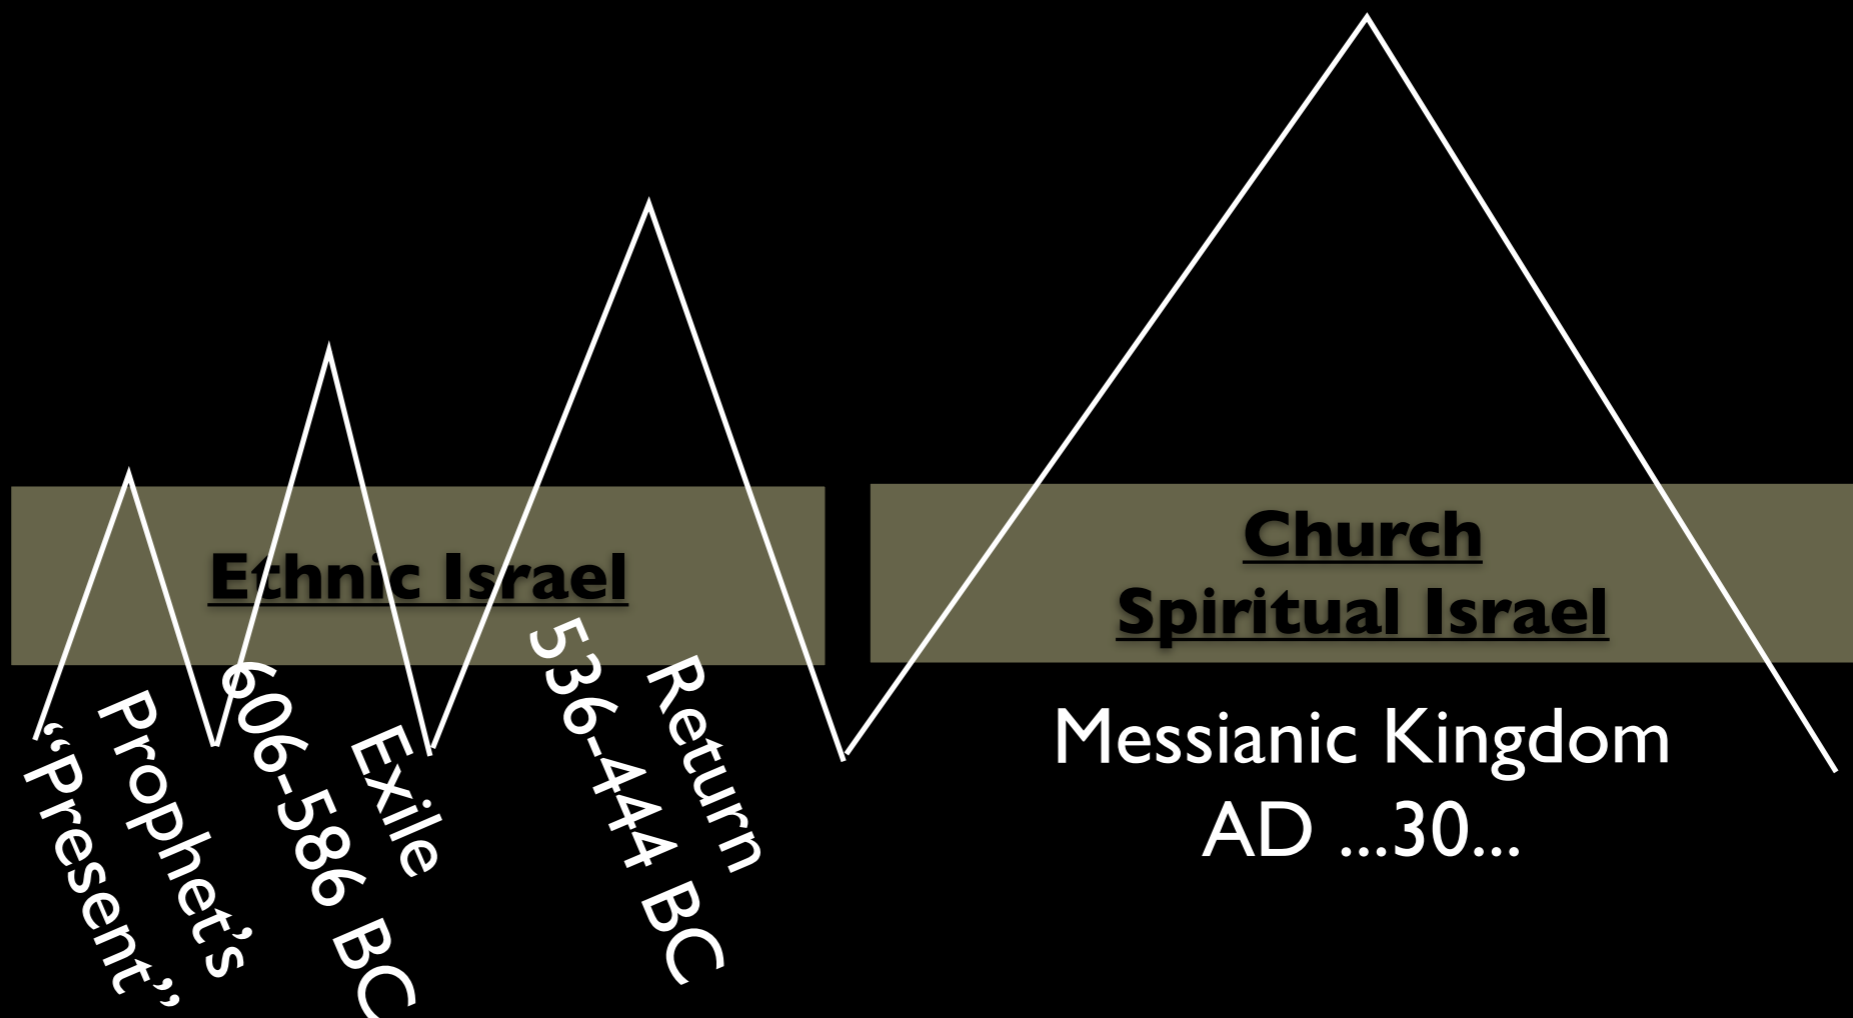 Ethnic Israel
Church
Spiritual Israel
Prophet’s
“Present”
Exile
606-586 BC
Return
536-444 BC
Messianic Kingdom
AD ...30...